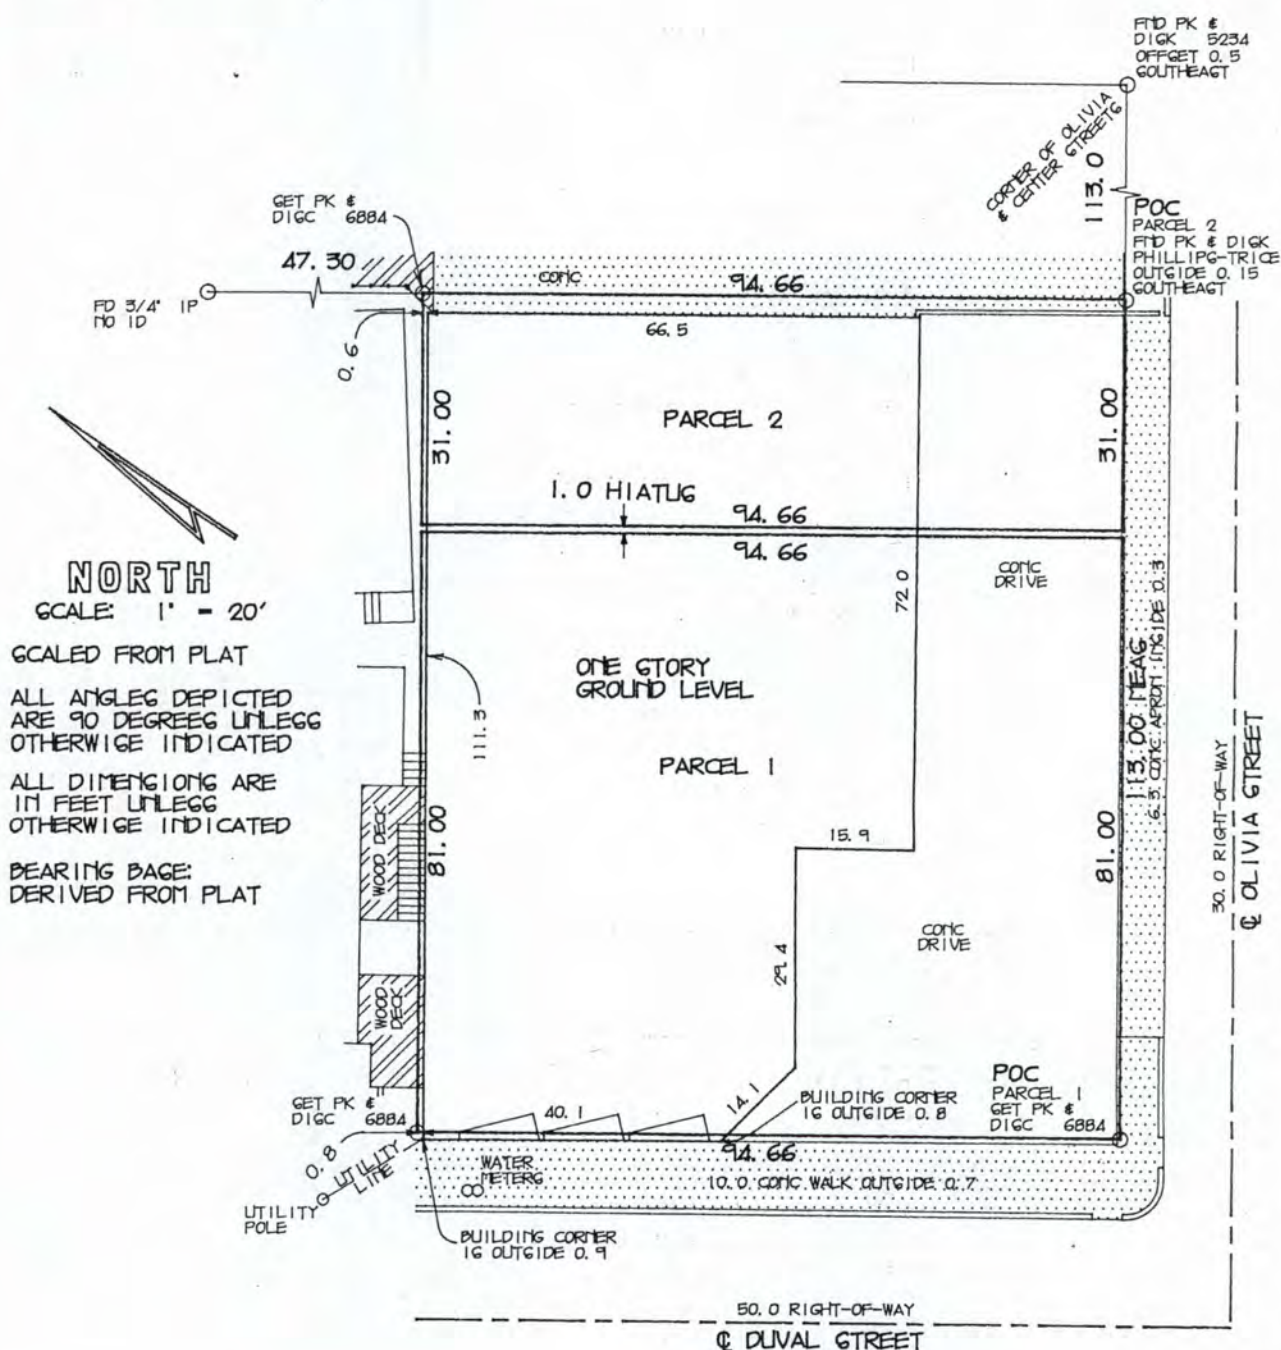 FND PK &
DISK 5234
OFFSET 0.5
SOUTHEAST
CORNER OF OLIVIA
& CENTER STREETS
113.0
SET PK &
DISC 6884
POC
PARCEL 2
FND PK & DISK
PHILLIPS-TRICE
OUTSIDE 0.15
SOUTHEAST
47.30
CONC
94.66
FD 3/4" IP
NO ID
66.5
0.6
31.00
PARCEL 2
31.00
1.0 HIATUS
94.66
94.66
CONC
DRIVE
72.0
NORTH
SCALE: 1' - 20'
SCALED FROM PLAT
ALL ANGLES DEPICTED
ARE 90 DEGREES UNLESS
OTHERWISE INDICATED
ALL DIMENSIONS ARE
IN FEET UNLESS
OTHERWISE INDICATED
BEARING BASE:
DERIVED FROM PLAT
ONE STORY
GROUND LEVEL
111.3
PARCEL 1
113.00 MEAS
6.3 CONC APRON INSIDE 0.3
30.0 RIGHT-OF-WAY
℄ OLIVIA STREET
WOOD DECK
81.00
15.9
81.00
CONC
DRIVE
29.4
WOOD
DECK
POC
PARCEL 1
SET PK &
DISC 6884
SET PK &"
DISC 6884
40.1
14.1
BUILDING CORNER
IS OUTSIDE 0.8
94.66
0.8
UTILITY
LINE
WATER
METERS
10.0 CONC WALK OUTSIDE 0.7
UTILITY
POLE
BUILDING CORNER
IS OUTSIDE 0.9
50.0 RIGHT-OF-WAY
℄ DUVAL STREET